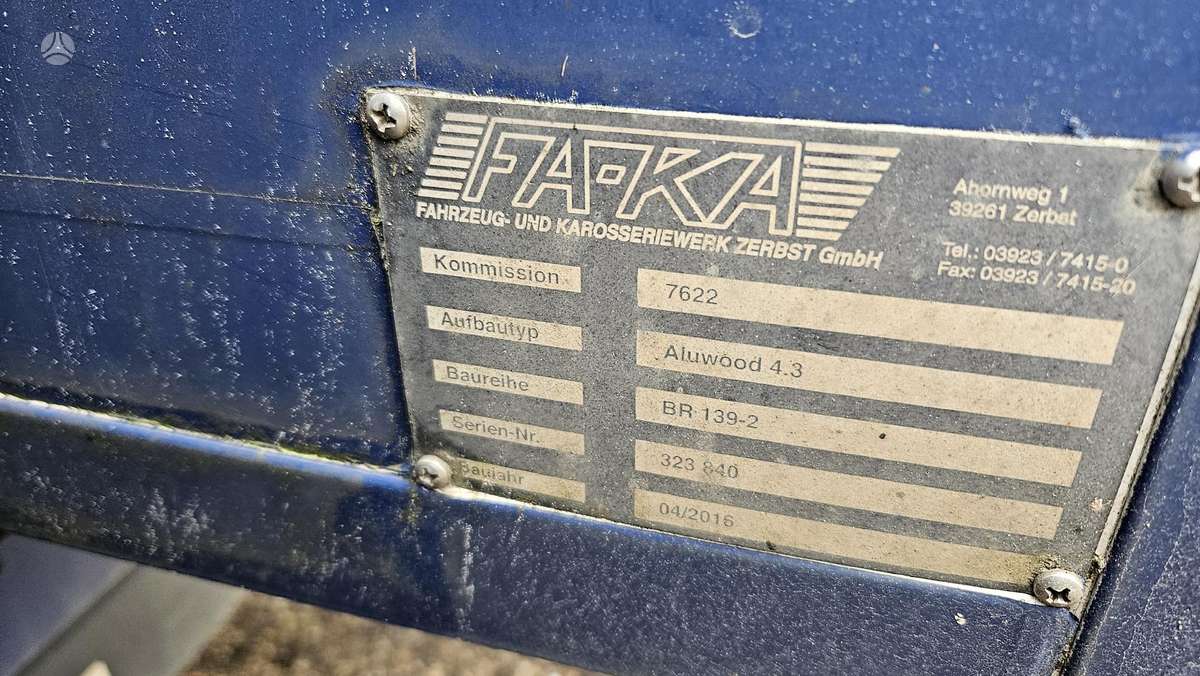 FA-KA
FAHRZEUG- UND KAROSSERIEWERK ZERBST GmbH
Ahornweg 1
39261 Zerbst
Tel.: 03923 / 7415-0
Fax: 03923 / 7415-20
Kommission 7622
Aufbautyp Aluwood 4.3
Baureihe BR 139-2
Serien-Nr. 323 840
Baujahr 04/2016